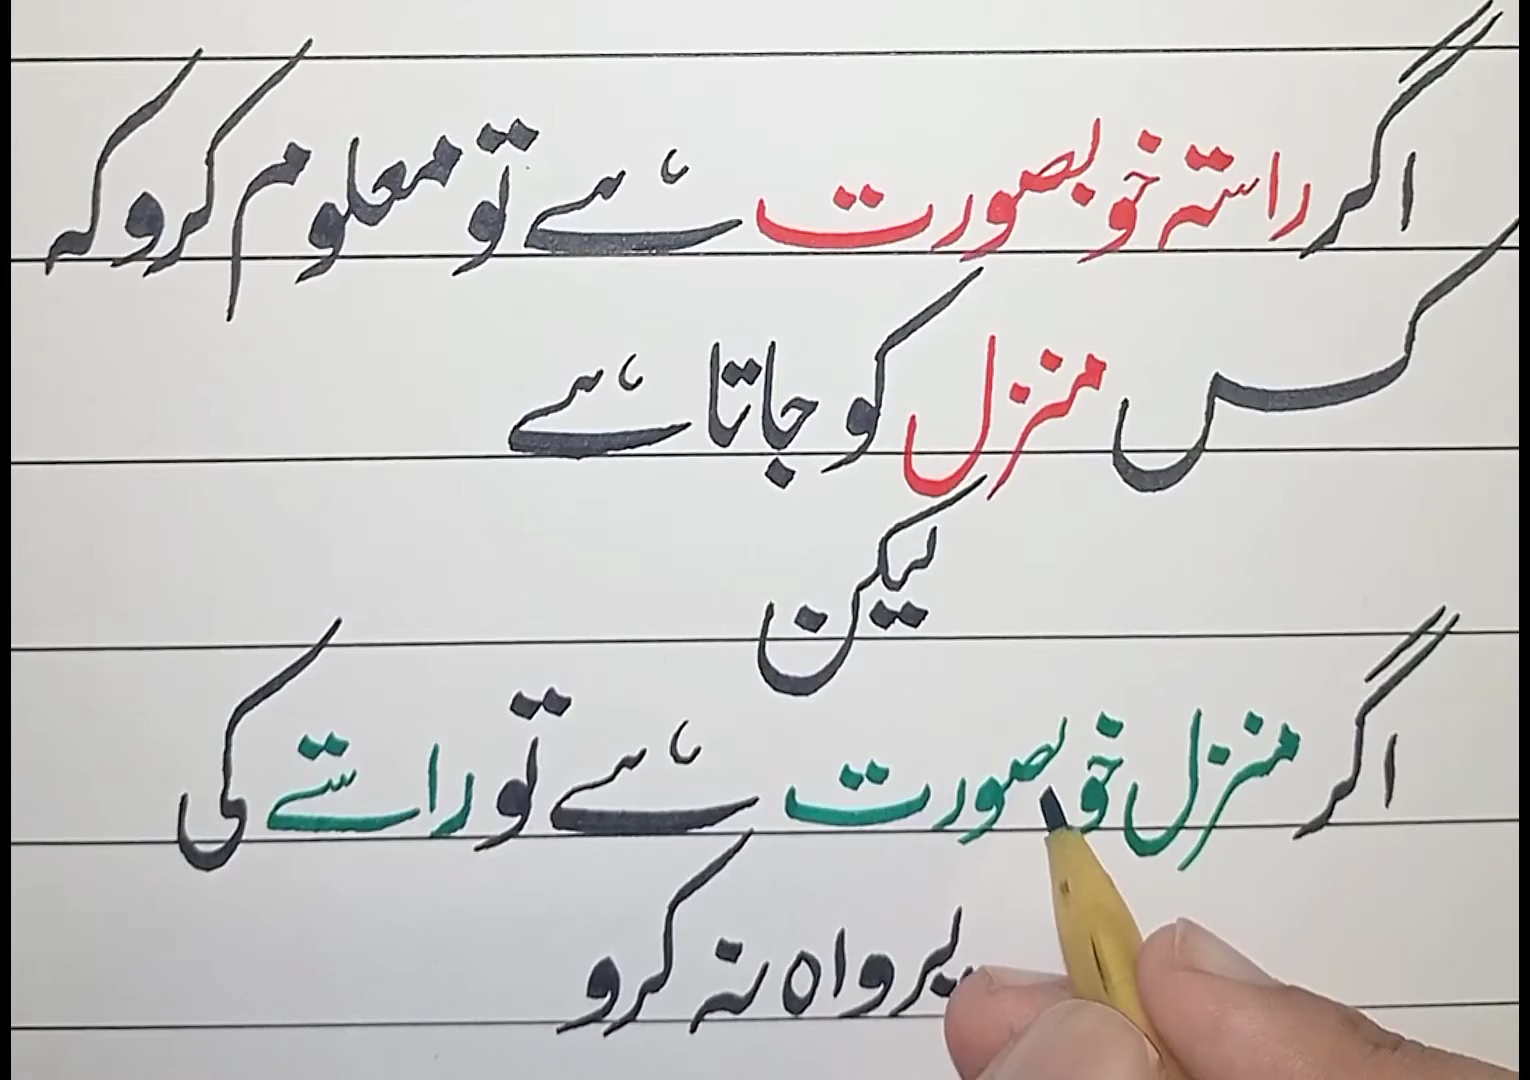 اگر راستہ خوبصورت ہے تو معلوم کرو کہ
کس منزل کو جاتا ہے
لیکن
اگر منزل خوبصورت ہے تو راستے کی
پرواہ نہ کرو